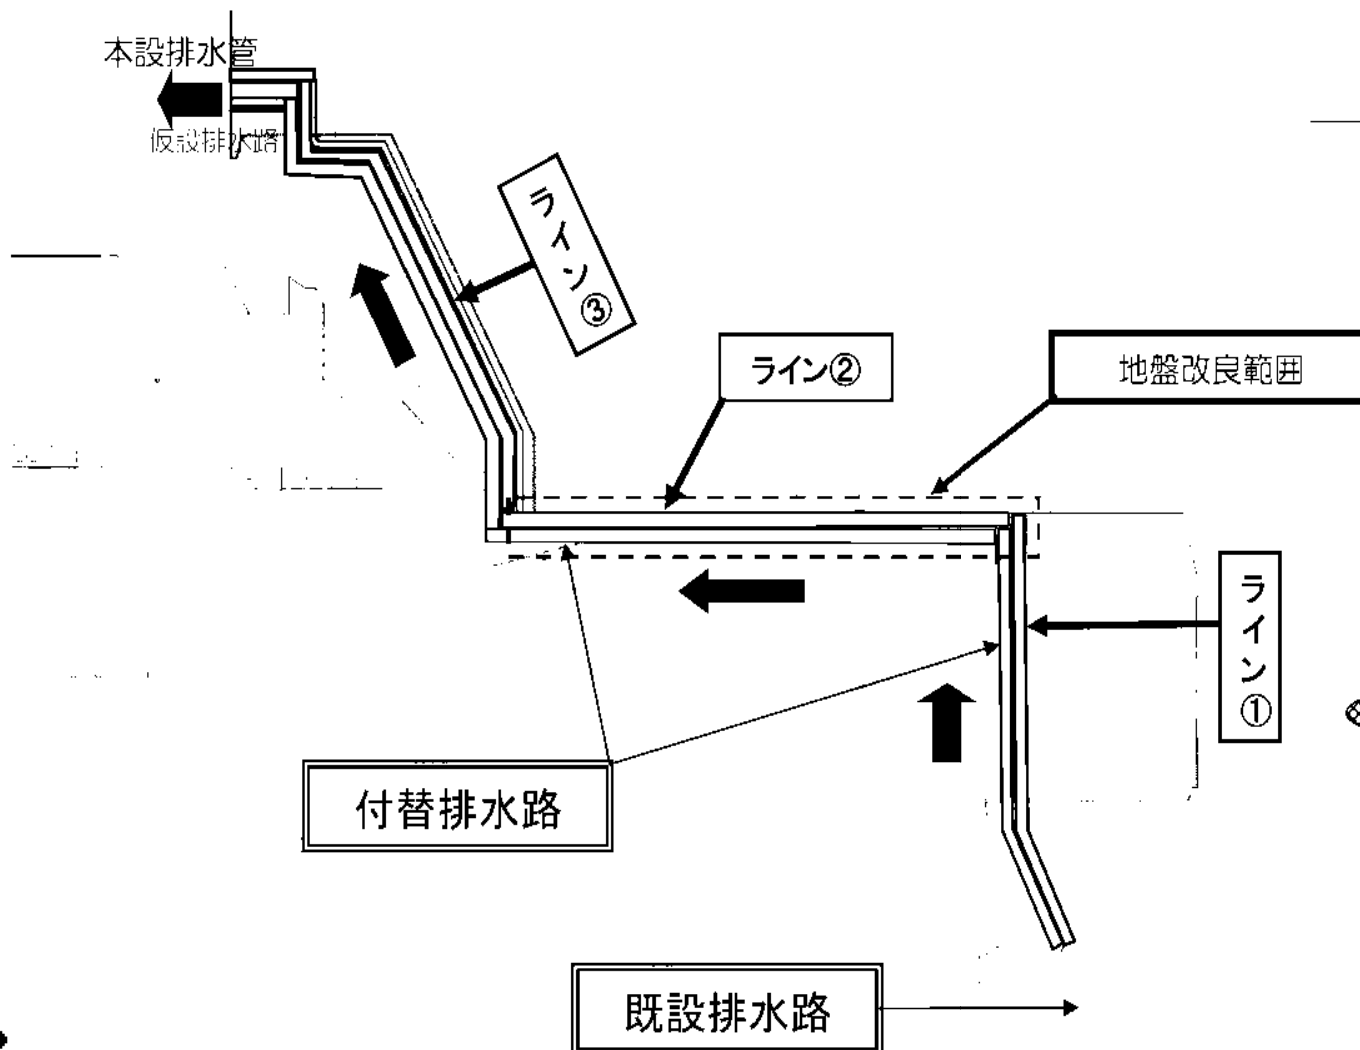 本設排水管
仮設排水路
ライン③
ライン②
地盤改良範囲
ライン①
付替排水路
既設排水路